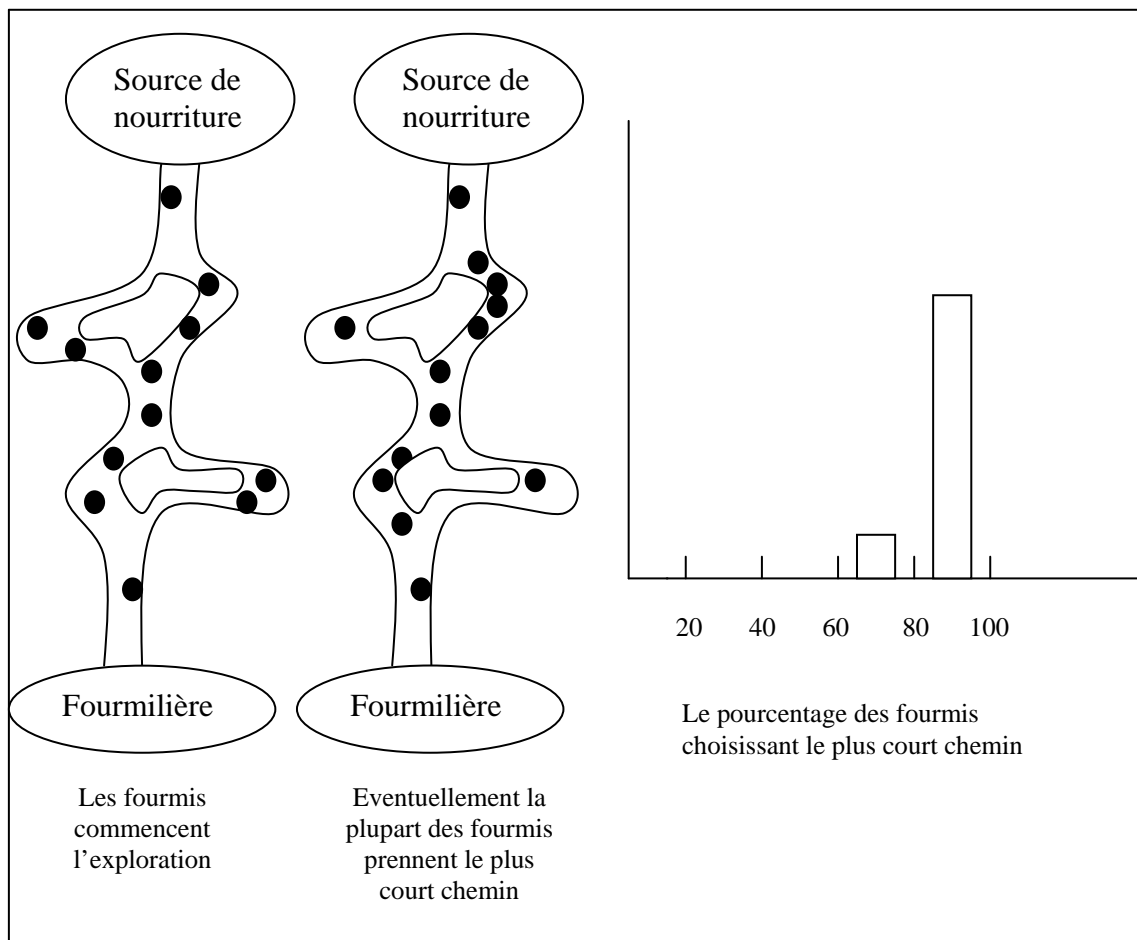 Source de
nourriture
Source de
nourriture
20 40 60 80 100
Fourmilière
Fourmilière
Le pourcentage des fourmis
choisissant le plus court chemin
Les fourmis
commencent
l’exploration
Eventuellement la
plupart des fourmis
prennent le plus
court chemin